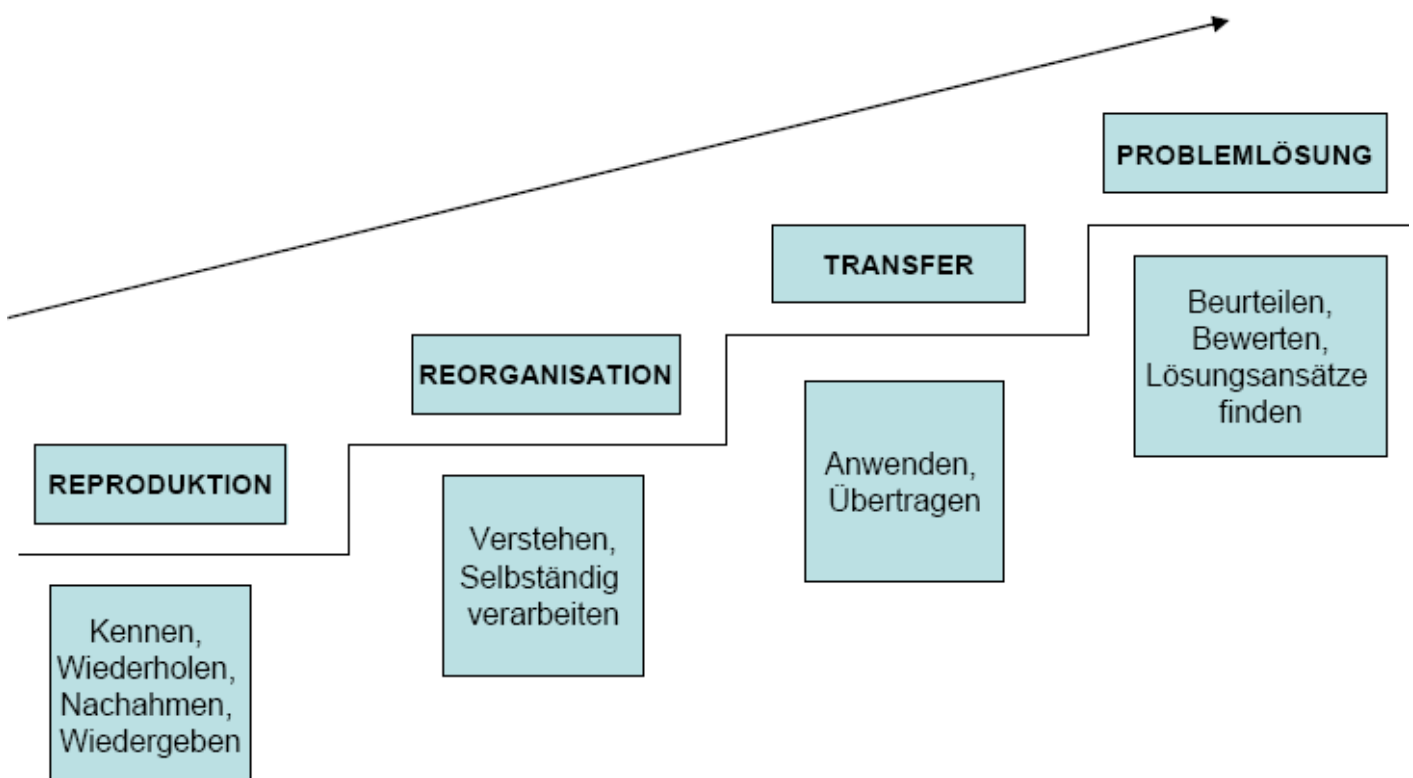 PROBLEMLÖSUNG
TRANSFER
Beurteilen,
Bewerten,
Lösungsansätze
finden
REORGANISATION
Anwenden,
Übertragen
REPRODUKTION
Verstehen,
Selbständig
verarbeiten
Kennen,
Wiederholen,
Nachahmen,
Wiedergeben